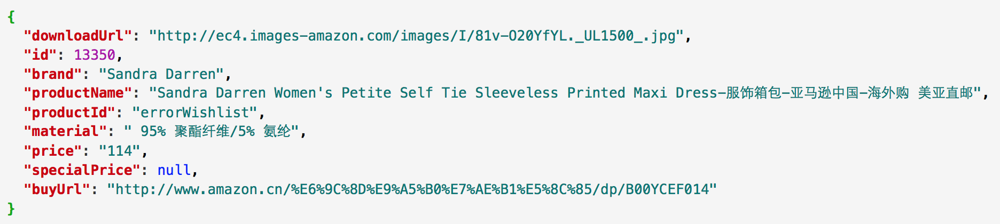 {
"downloadUrl": "http://ec4.images-amazon.com/images/I/81v-O20YfYL._UL1500_.jpg",
"id": 13350,
"brand": "Sandra Darren",
"productName": "Sandra Darren Women's Petite Self Tie Sleeveless Printed Maxi Dress-服饰箱包-亚马逊中国-海外购 美亚直邮",
"productId": "errorWishlist",
"material": " 95% 聚酯纤维/5% 氨纶",
"price": "114",
"specialPrice": null,
"buyUrl": "http://www.amazon.cn/%E6%9C%8D%E9%A5%B0%E7%AE%B1%E5%8C%85/dp/B00YCEF014"
}